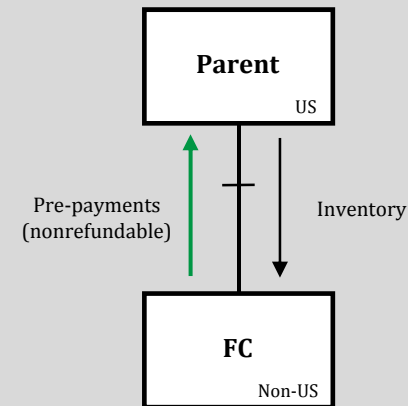 Parent
US
Pre-payments
(nonrefundable)
Inventory
FC
Non-US